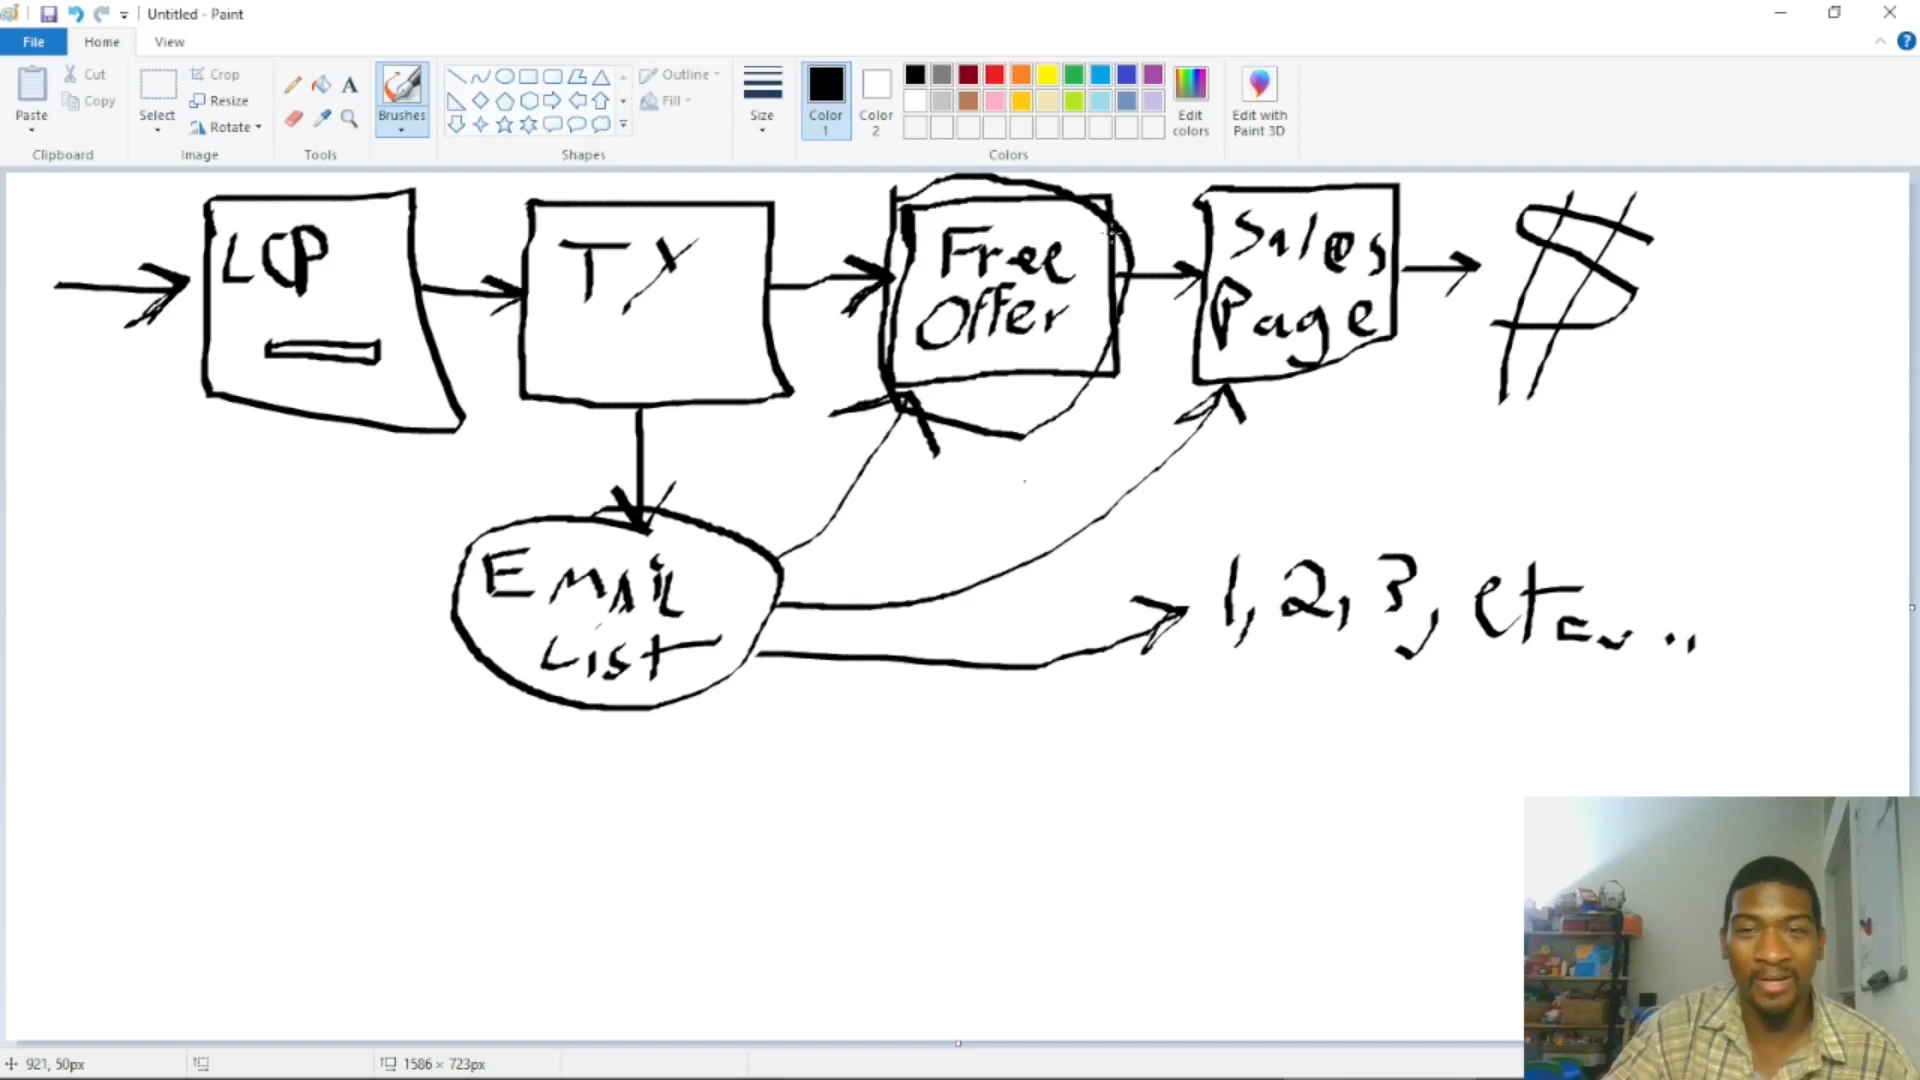 Untitled - Paint
File Home View
Paste
Cut
Copy
Clipboard
Select
Crop
Resize
Rotate
Image
Tools
Brushes
Shapes
Outline
Fill
Size
Color 1
Color 2
Edit colors
Edit with Paint 3D
Colors
LCP
TY
Free
Offer
Sales
Page
$
Email
List
1, 2, 3, etc...
921, 50px
1586 × 723px